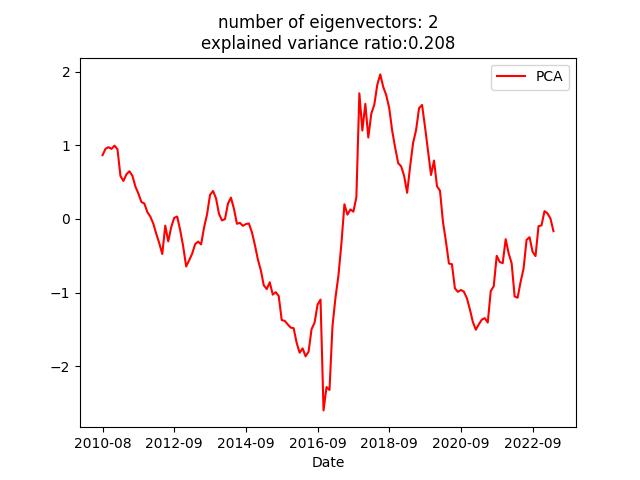 number of eigenvectors: 2
explained variance ratio:0.208
PCA
2
1
0
−1
−2
2010-08 2012-09 2014-09 2016-09 2018-09 2020-09 2022-09
Date